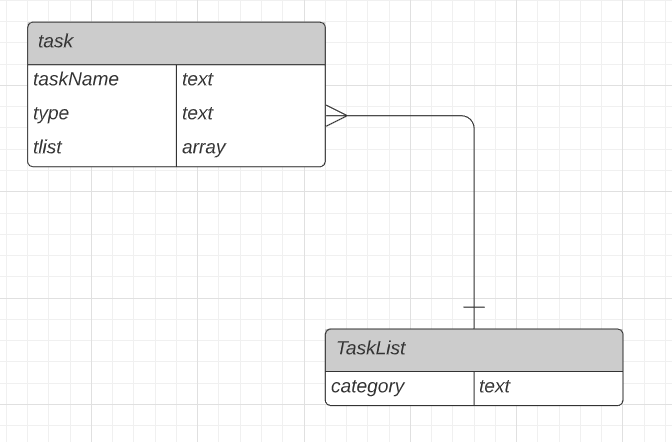 task
taskName text
type text
tlist array
TaskList
category text